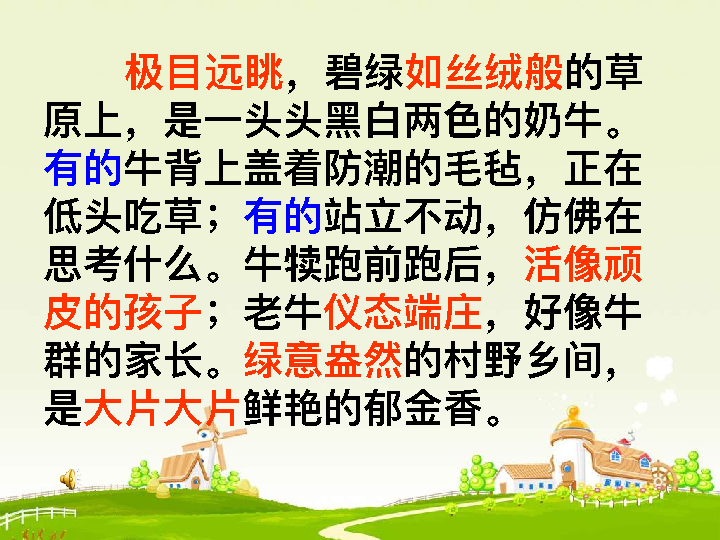 极目远眺，碧绿如丝绒般的草
原上，是一头头黑白两色的奶牛。
有的牛背上盖着防潮的毛毡，正在
低头吃草；有的站立不动，仿佛在
思考什么。牛犊跑前跑后，活像顽
皮的孩子；老牛仪态端庄，好像牛
群的家长。绿意盎然的村野乡间，
是大片大片鲜艳的郁金香。